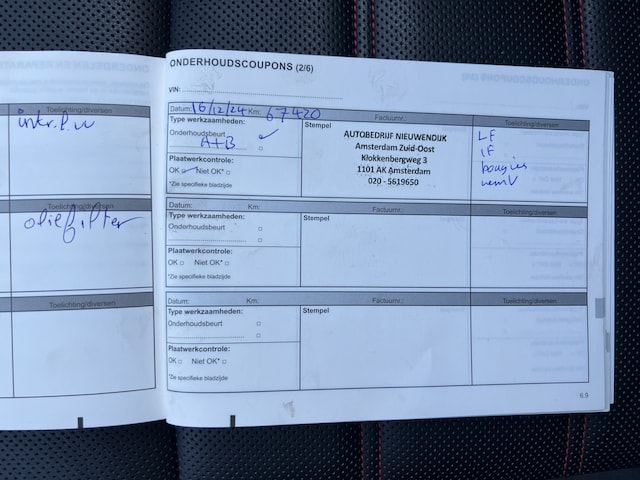 Toelichting/diversen
oliefilter
Toelichting/diversen
ONDERHOUDSCOUPONS (2/6)
VIN:
Datum: 16/12/24 Km: 67420 Factuurnr.: Toelichting/diversen
Type werkzaamheden:
Onderhoudsbeurt
A+B
Plaatwerkcontrole:
OK Niet OK*
*Zie specifieke bladzijde
Stempel
AUTOBEDRIJF NIEUWENDIJK
Amsterdam Zuid-Oost
Klokkenbergweg 3
1101 AK Amsterdam
020 - 5619650
LF
IF
bougies
remV
Datum: Km: Factuurnr.: Toelichting/diversen
Type werkzaamheden:
Onderhoudsbeurt
Plaatwerkcontrole:
OK Niet OK*
*Zie specifieke bladzijde
Stempel
Datum: Km: Factuurnr.: Toelichting/diversen
Type werkzaamheden:
Onderhoudsbeurt
Plaatwerkcontrole:
OK Niet OK*
*Zie specifieke bladzijde
Stempel
6.9